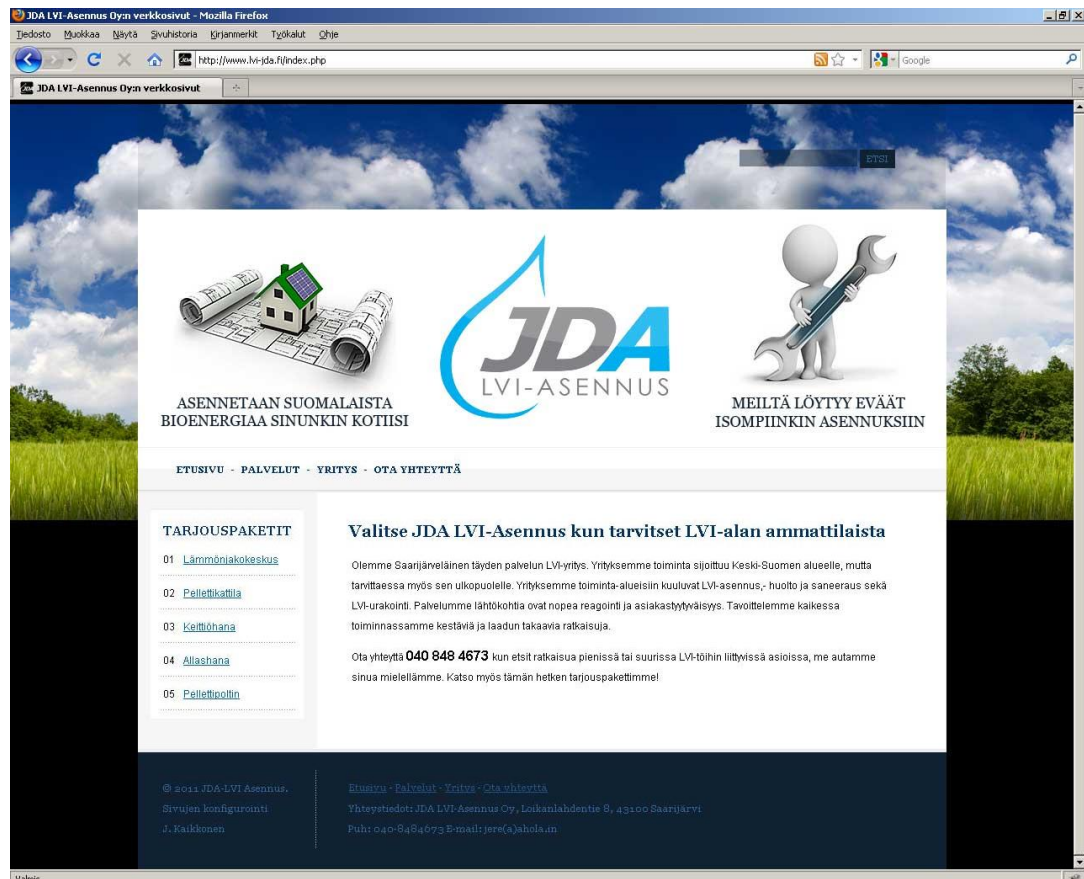 JDA LVI-Asennus Oy:n verkkosivut - Mozilla Firefox
Tiedosto Muokkaa Näytä Sivuhistoria Kirjanmerkit Työkalut Ohje
http://www.lvi-jda.fi/index.php
Google
JDA LVI-Asennus Oy:n verkkosivut
ETSI
JDA
LVI-ASENNUS
ASENNETAAN SUOMALAISTA
BIOENERGIAA SINUNKIN KOTIISI
MEILTÄ LÖYTYY EVÄÄT
ISOMPIINKIN ASENNUKSIIN
ETUSIVU - PALVELUT - YRITYS - OTA YHTEYTTÄ
TARJOUSPAKETIT
01 Lämmönjakokeskus
02 Pellettikattila
03 Keittiöhana
04 Allashana
05 Pellettipoltin
Valitse JDA LVI-Asennus kun tarvitset LVI-alan ammattilaista
Olemme Saarijärveläinen täyden palvelun LVI-yritys. Yrityksemme toiminta sijoittuu Keski-Suomen alueelle, mutta
tarvittaessa myös sen ulkopuolelle. Yrityksemme toiminta-alueisiin kuuluvat LVI-asennus,- huolto ja saneeraus sekä
LVI-urakointi. Palvelumme lähtökohtia ovat nopea reagointi ja asiakastyytyväisyys. Tavoittelemme kaikessa
toiminnassamme kestäviä ja laadun takaavia ratkaisuja.
Ota yhteyttä 040 848 4673 kun etsit ratkaisua pienissä tai suurissa LVI-töihin liittyvissä asioissa, me autamme
sinua mielellämme. Katso myös tämän hetken tarjouspakettimme!
© 2011 JDA-LVI Asennus.
Sivujen konfigurointi
J. Kaikkonen
Etusivu - Palvelut - Yritys - Ota yhteyttä
Yhteystiedot: JDA LVI-Asennus Oy, Loikanlahdentie 8, 43100 Saarijärvi
Puh: 040-8484673 E-mail: jere(a)ahola.in